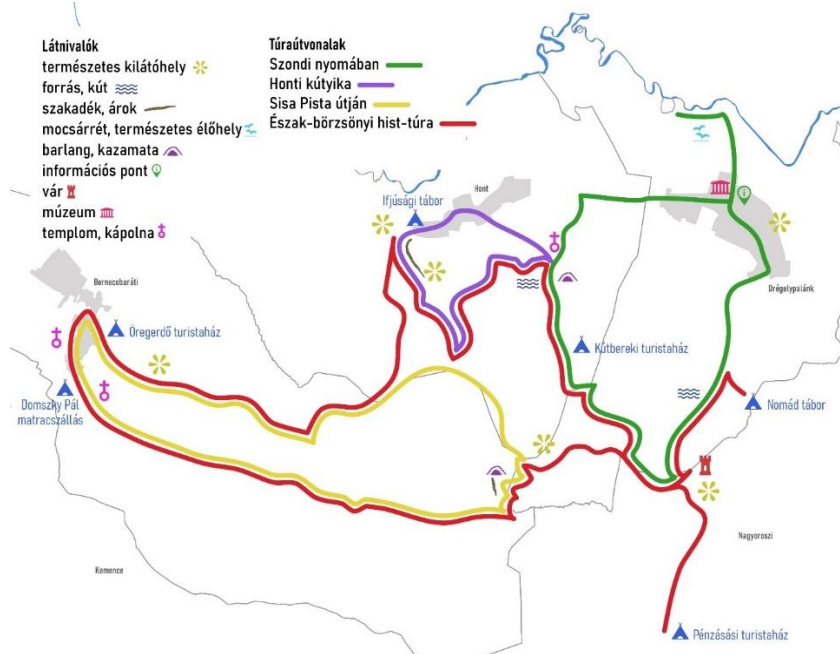 Látnivalók
természetes kilátóhely
forrás, kút
szakadék, árok
mocsárrét, természetes élőhely
barlang, kazamata
információs pont
vár
múzeum
templom, kápolna
Túraútvonalak
Szondi nyomában
Honti kútyika
Sisa Pista útján
Észak-börzsönyi hist-túra
Hont
Ifjúsági tábor
Bernecebaráti
Drégelypalánk
Öregerdő turistaház
Kútbereki turistaház
Domszky Pál
matracszállás
Nomád tábor
Nagyoroszi
Kemence
Pénzásási turistaház